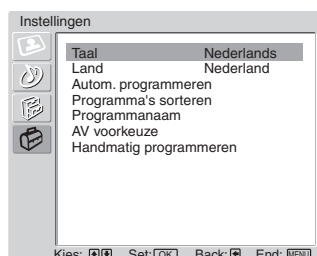 Instellingen
Taal Nederlands
Land Nederland
Autom. programmeren
Programma's sorteren
Programmanaam
AV voorkeuze
Handmatig programmeren
Kies: Set: OK Back: End: MENU